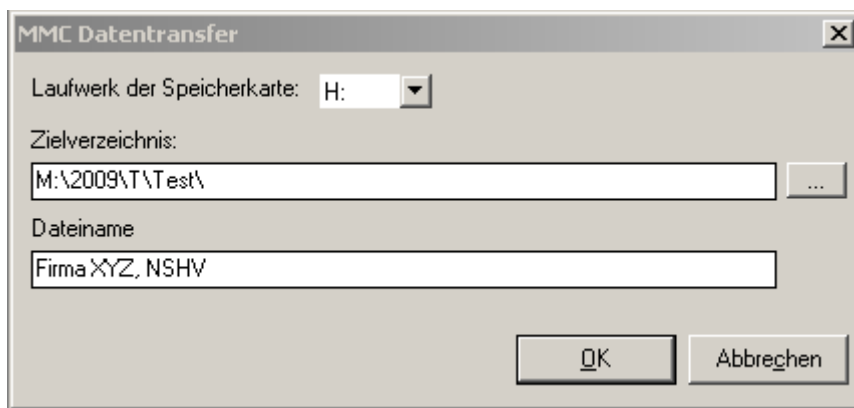 MMC Datentransfer
Laufwerk der Speicherkarte: H:
Zielverzeichnis:
M:\2009\T\Test\
...
Dateiname
Firma XYZ, NSHV
OK Abbrechen